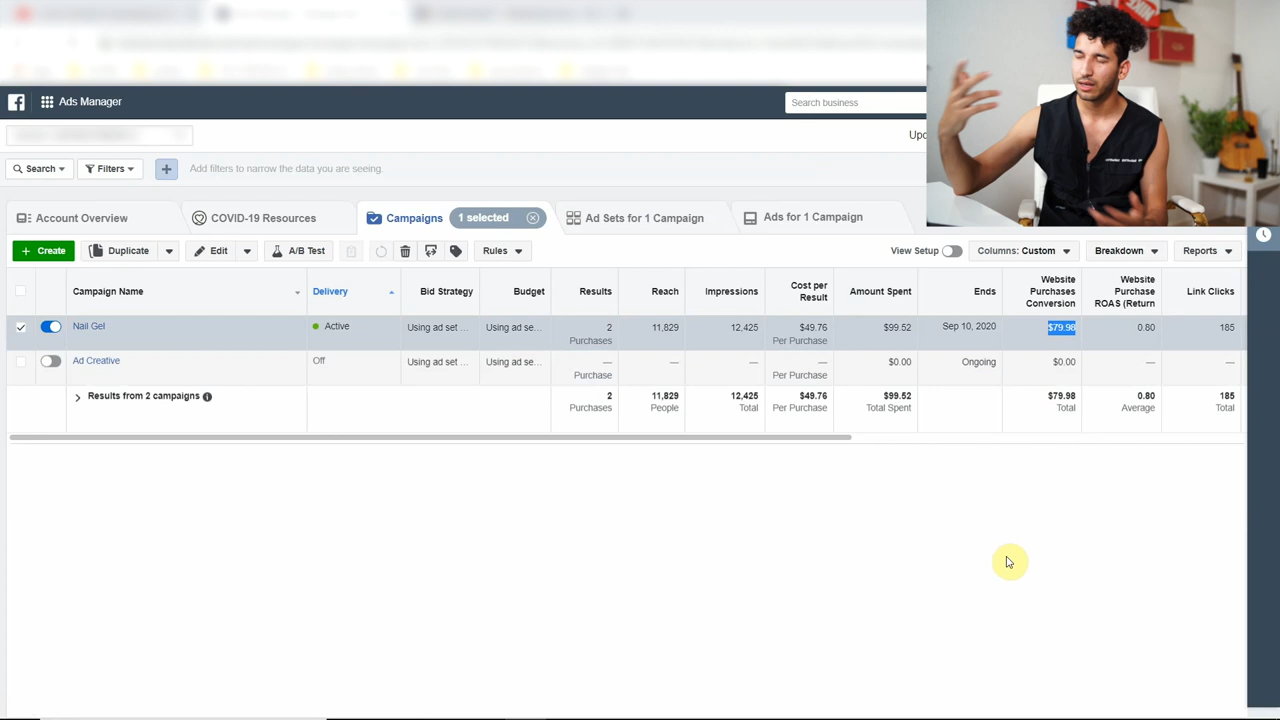 Ads Manager
Search business
Upd
Search
Filters
Add filters to narrow the data you are seeing.
Account Overview
COVID-19 Resources
Campaigns
1 selected
Ad Sets for 1 Campaign
Ads for 1 Campaign
+ Create
Duplicate
Edit
A/B Test
Rules
View Setup
Columns: Custom
Breakdown
Reports
Campaign Name
Delivery
Bid Strategy
Budget
Results
Reach
Impressions
Cost per
Result
Amount Spent
Ends
Website
Purchases
Conversion
Website
Purchase
ROAS (Return
Link Clicks
Nail Gel
Active
Using ad set ...
Using ad se...
2
Purchases
11,829
12,425
$49.76
Per Purchase
$99.52
Sep 10, 2020
$79.98
0.80
185
Ad Creative
Off
Using ad set ...
Using ad se...
—
Purchase
—
—
—
Per Purchase
$0.00
Ongoing
$0.00
—
—
Results from 2 campaigns
2
Purchases
11,829
People
12,425
Total
$49.76
Per Purchase
$99.52
Total Spent
$79.98
Total
0.80
Average
185
Total